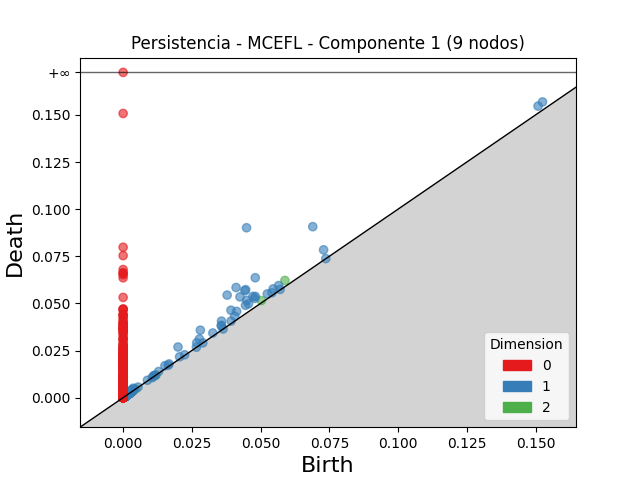 Persistencia - MCEFL - Componente 1 (9 nodos)
+∞
0.150
0.125
0.100
0.075
0.050
0.025
0.000
Death
Dimension
0
1
2
0.000 0.025 0.050 0.075 0.100 0.125 0.150
Birth